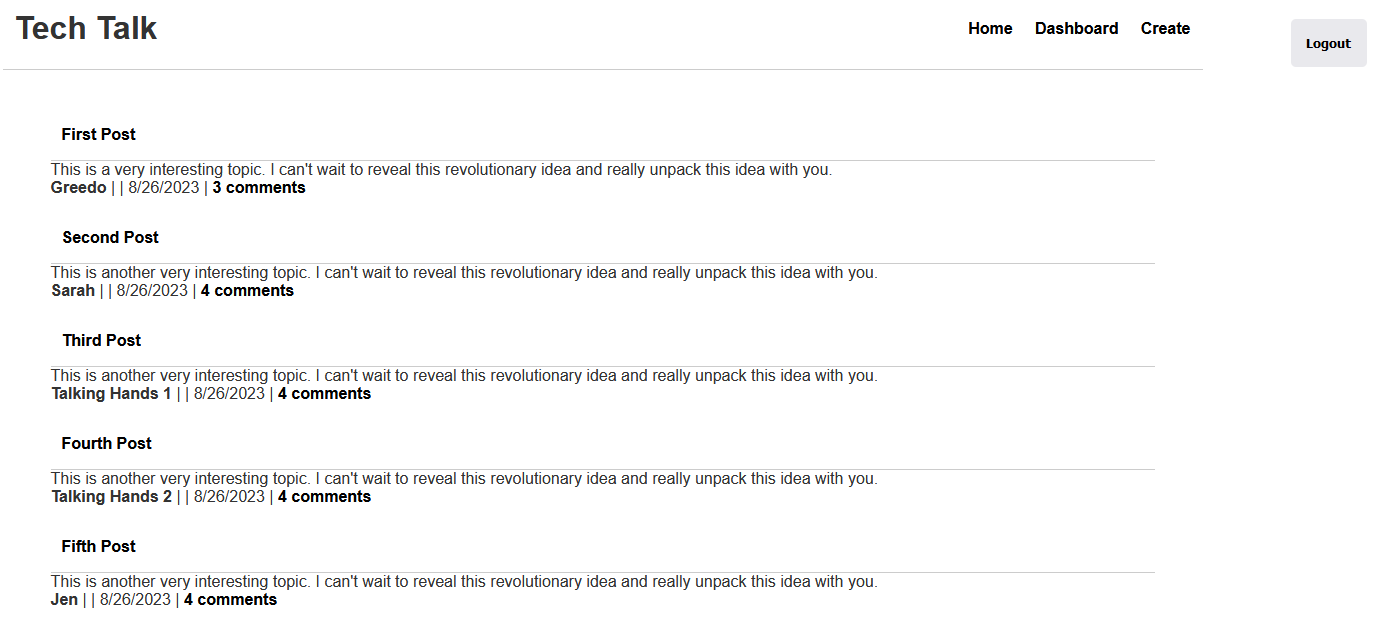 Tech Talk
Home Dashboard Create
Logout
First Post
This is a very interesting topic. I can't wait to reveal this revolutionary idea and really unpack this idea with you.
Greedo | | 8/26/2023 | 3 comments
Second Post
This is another very interesting topic. I can't wait to reveal this revolutionary idea and really unpack this idea with you.
Sarah | | 8/26/2023 | 4 comments
Third Post
This is another very interesting topic. I can't wait to reveal this revolutionary idea and really unpack this idea with you.
Talking Hands 1 | | 8/26/2023 | 4 comments
Fourth Post
This is another very interesting topic. I can't wait to reveal this revolutionary idea and really unpack this idea with you.
Talking Hands 2 | | 8/26/2023 | 4 comments
Fifth Post
This is another very interesting topic. I can't wait to reveal this revolutionary idea and really unpack this idea with you.
Jen | | 8/26/2023 | 4 comments